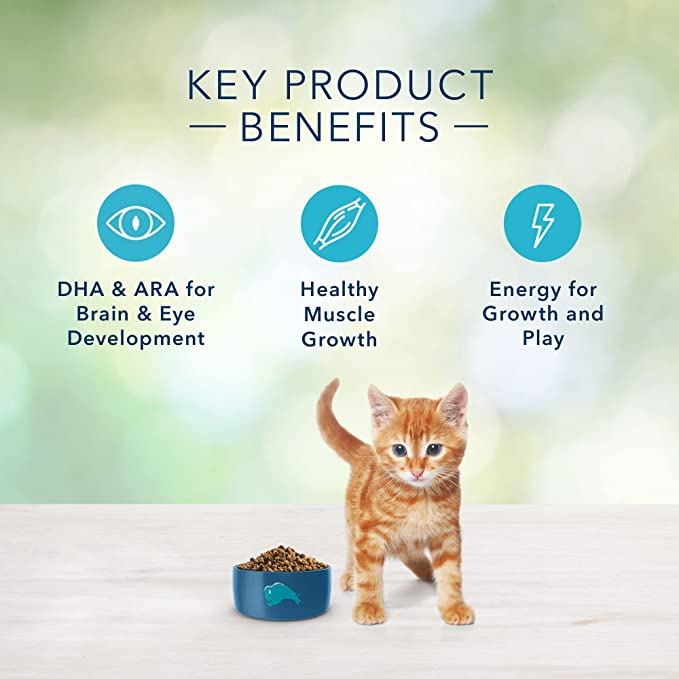 KEY PRODUCT
BENEFITS
DHA & ARA for
Brain & Eye
Development
Healthy
Muscle
Growth
Energy for
Growth and
Play